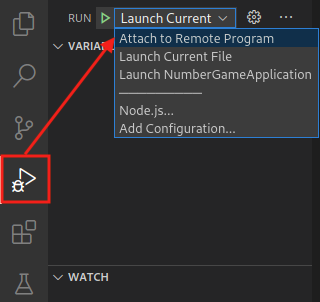 RUN Launch Current
VARIA
Attach to Remote Program
Launch Current File
Launch NumberGameApplication
Node.js...
Add Configuration...
WATCH